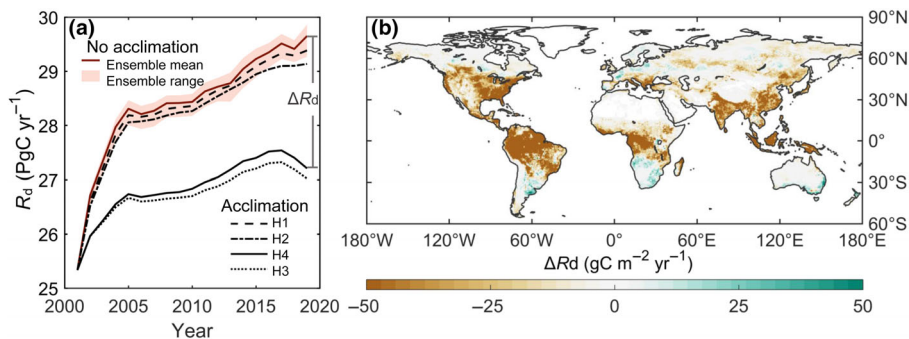 (a)
No acclimation
Ensemble mean
Ensemble range
ΔRd
Rd (PgC yr−1)
30
29
28
27
26
25
Acclimation
H1
H2
H4
H3
2000 2005 2010 2015 2020
Year
(b)
90°N
60°N
30°N
0°
30°S
60°S
180°W 120°W 60°W 0° 60°E 120°E 180°E
ΔRd (gC m−2 yr−1)
−50 −25 0 25 50